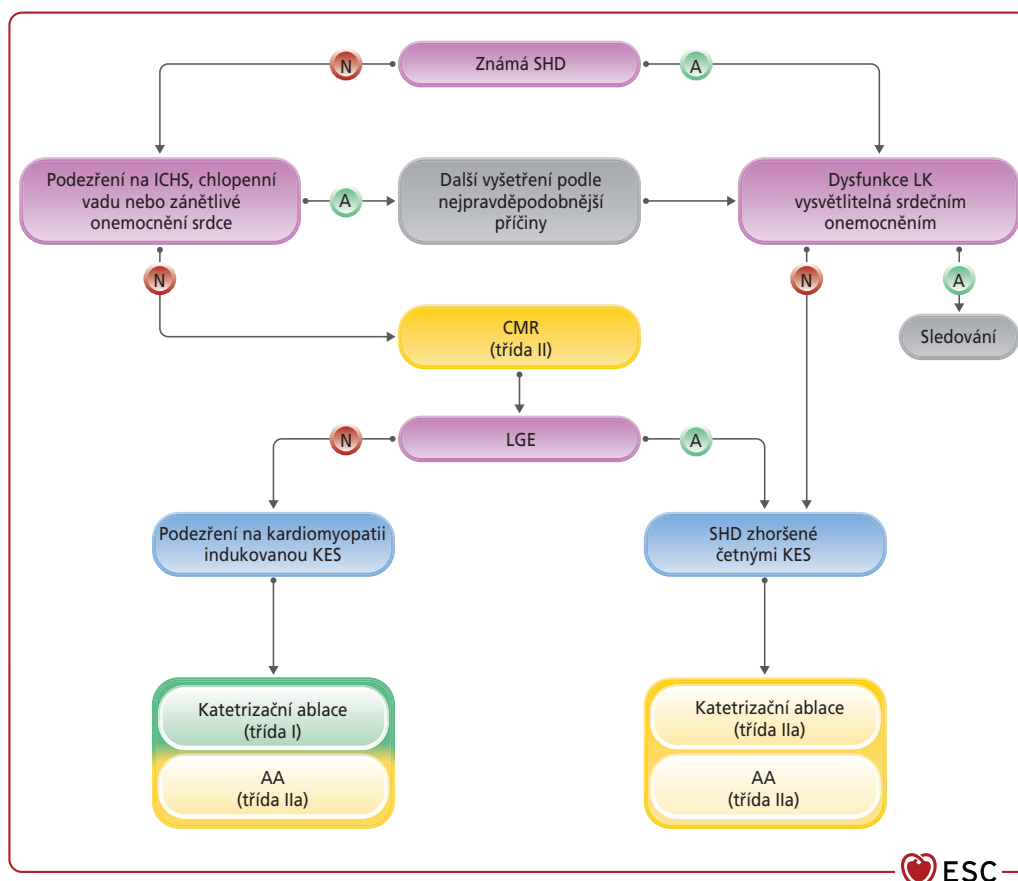 N
Známá SHD
A
Podezření na ICHS, chlopenní
vadu nebo zánětlivé
onemocnění srdce
A
Další vyšetření podle
nejpravděpodobnější
příčiny
Dysfunkce LK
vysvětlitelná srdečním
onemocněním
N
N
A
CMR
(třída II)
Sledování
N
LGE
A
Podezření na kardiomyopatii
indukovanou KES
SHD zhoršené
četnými KES
Katetrizační ablace
(třída I)
AA
(třída IIa)
Katetrizační ablace
(třída IIa)
AA
(třída IIa)
ESC